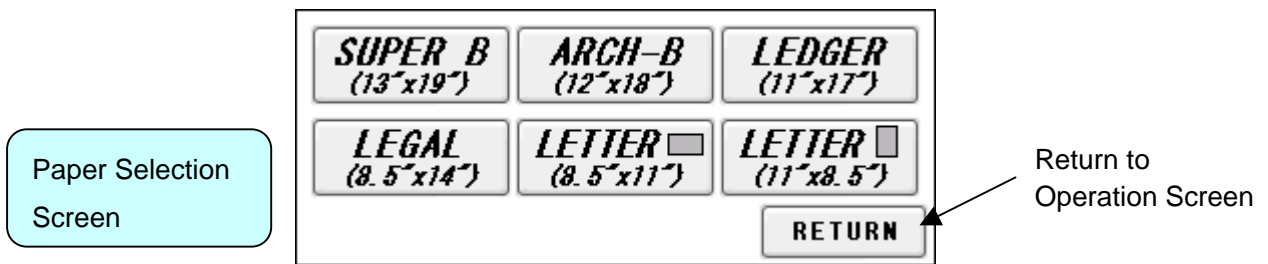 SUPER B
(13"x19")
ARCH-B
(12"x18")
LEDGER
(11"x17")
LEGAL
(8.5"x14")
LETTER
(8.5"x11")
LETTER
(11"x8.5")
RETURN
Paper Selection
Screen
Return to
Operation Screen